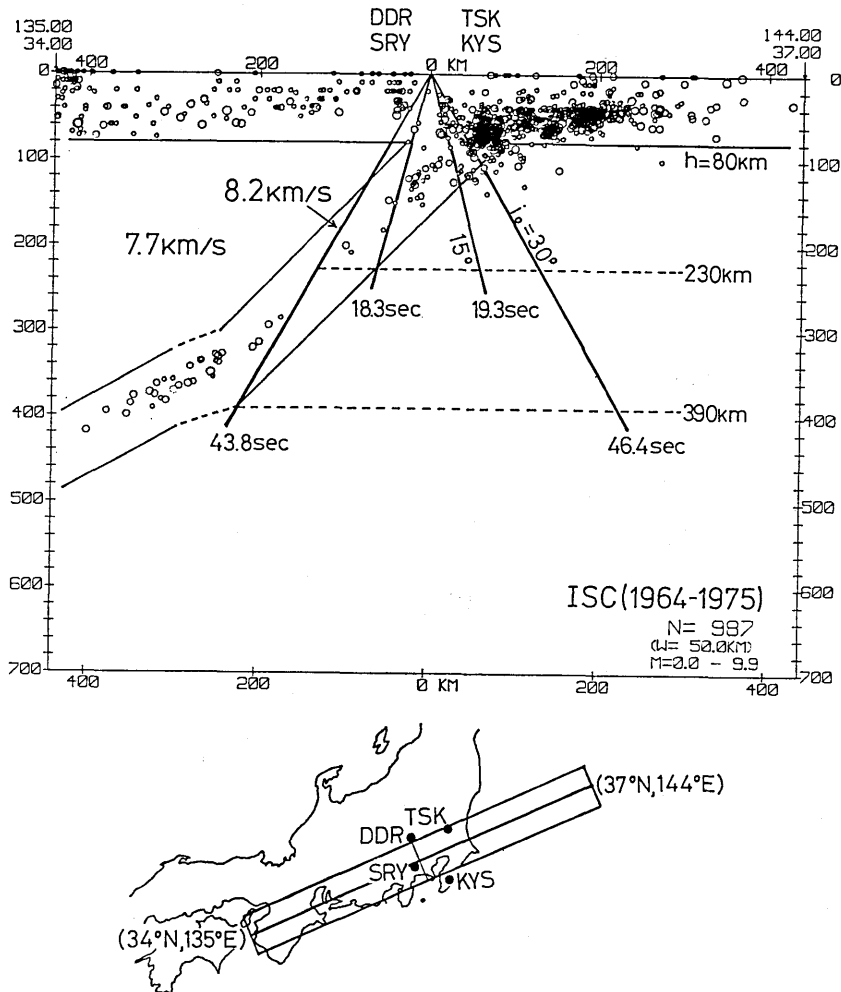 DDR TSK
SRY KYS
135.00
34.00
144.00
37.00
400 200 0 KM 200 400
0
100
200
300
400
500
600
700
0
100
200
300
400
500
600
700
h=80km
8.2km/s
7.7km/s
15°
i₀=30°
230km
18.3sec
19.3sec
390km
43.8sec
46.4sec
ISC(1964-1975)
N= 987
(W= 50.0KM)
M=0.0 - 9.9
400 200 0 KM 200 400
(37°N,144°E)
TSK
DDR
SRY
KYS
(34°N,135°E)